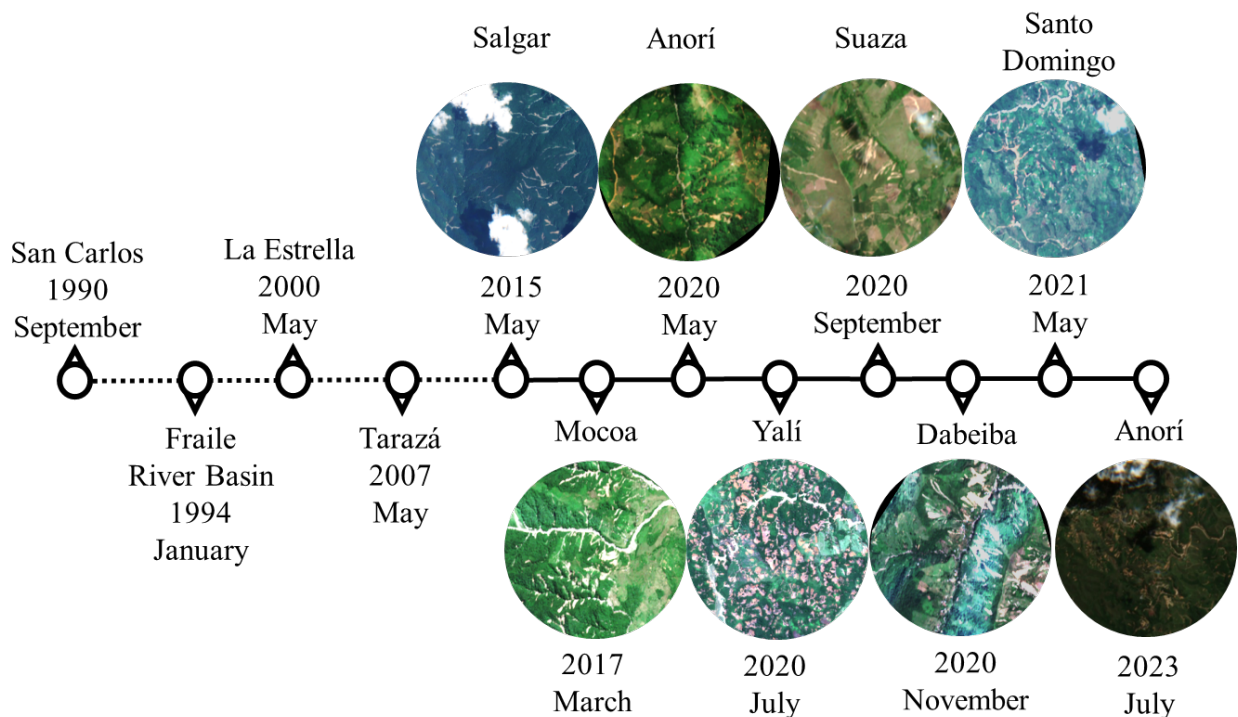 Salgar
Anorí
Suaza
Santo
Domingo
San Carlos
1990
September
La Estrella
2000
May
2015
May
2020
May
2020
September
2021
May
Fraile
River Basin
1994
January
Tarazá
2007
May
Mocoa
Yalí
Dabeiba
Anorí
2017
March
2020
July
2020
November
2023
July